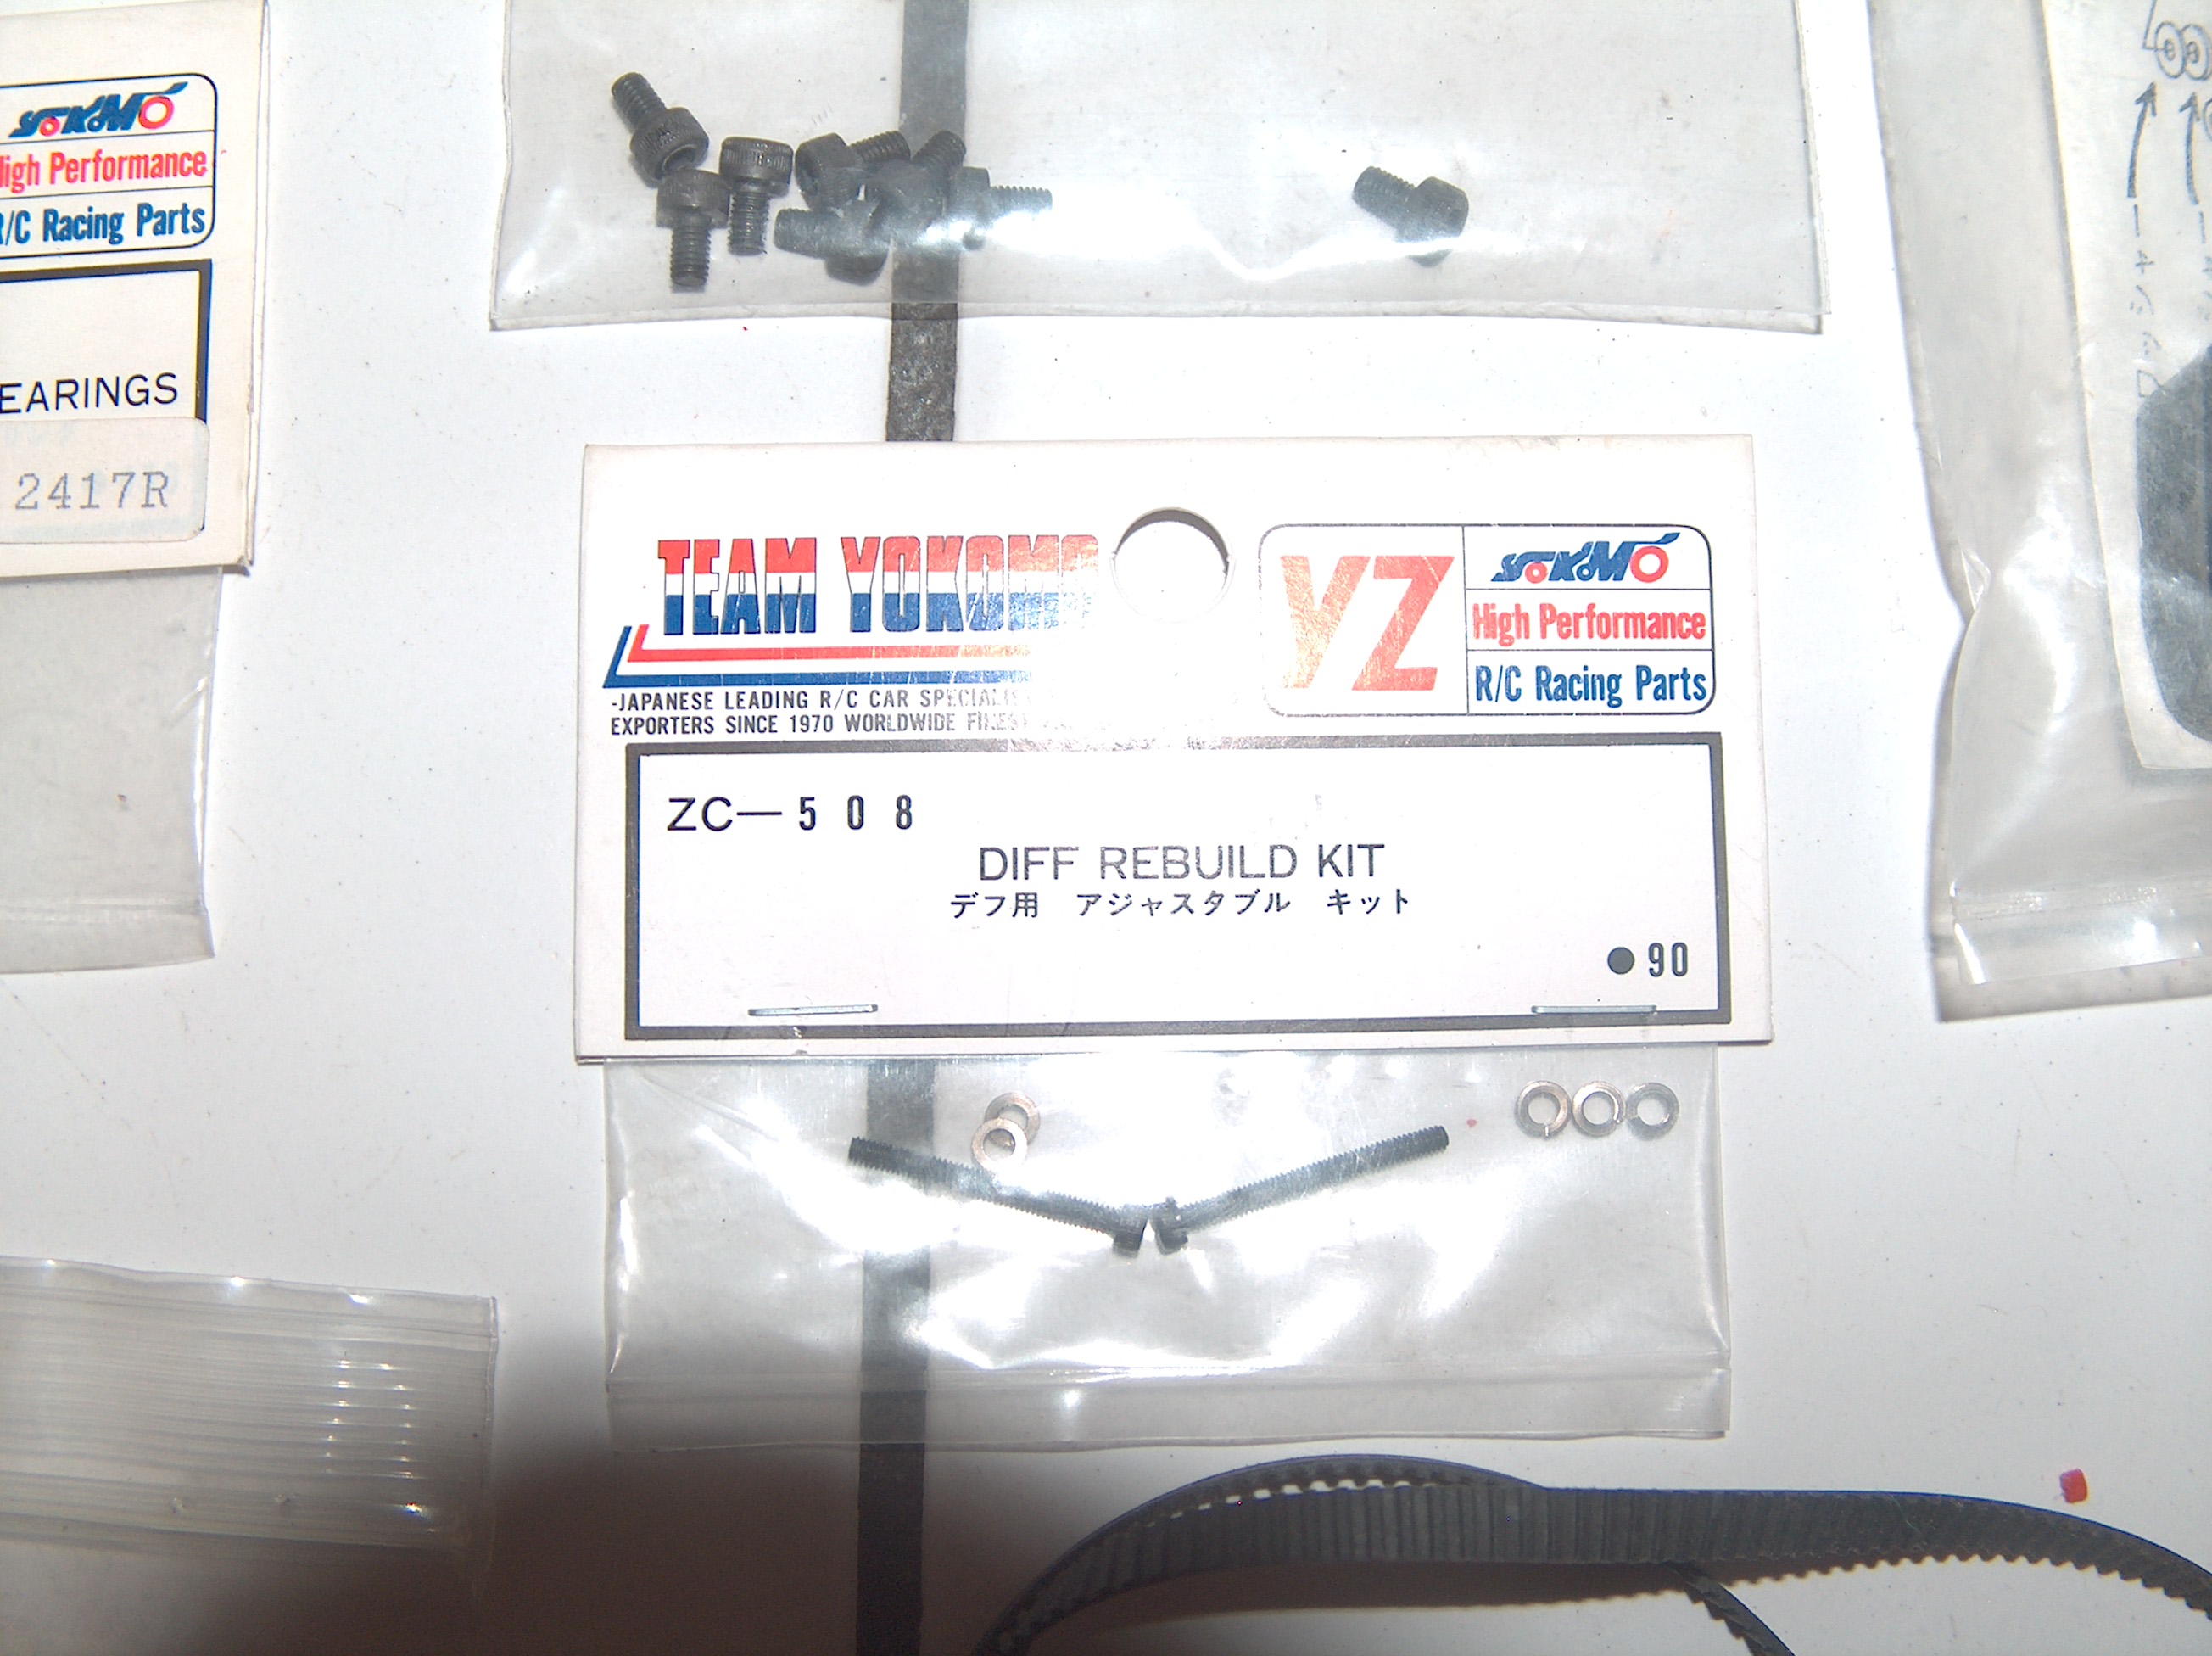 YOKOMO
High Performance
R/C Racing Parts
EARINGS
2417R
TEAM YOKOMO
YZ
YOKOMO
High Performance
R/C Racing Parts
-JAPANESE LEADING R/C CAR
EXPORTERS SINCE 1970 WORLDWIDE
ZC—508
DIFF REBUILD KIT
デフ用 アジャスタブル キット
●90